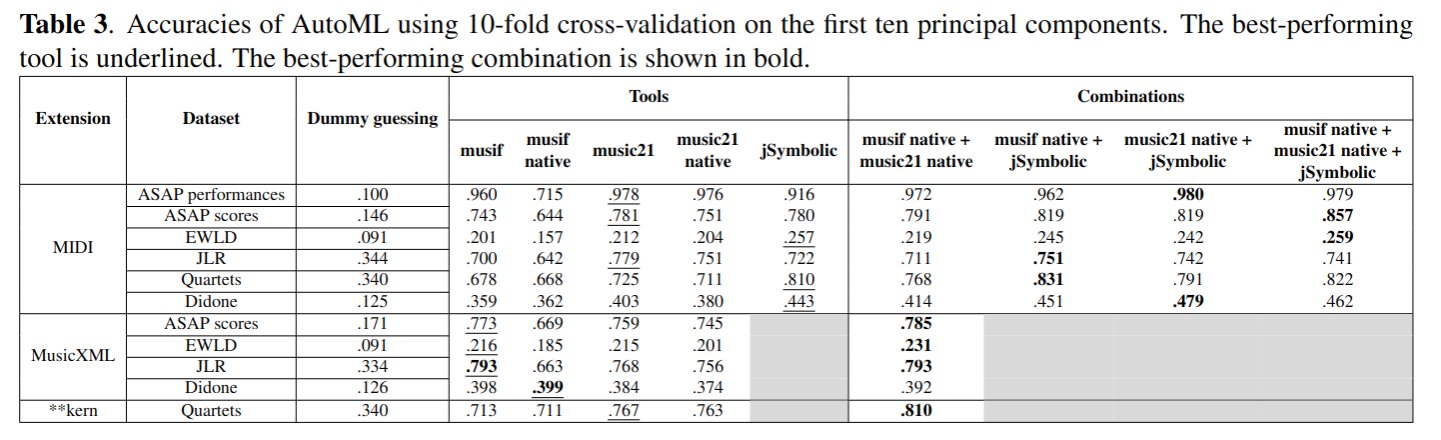 Table 3. Accuracies of AutoML using 10-fold cross-validation on the first ten principal components. The best-performing
tool is underlined. The best-performing combination is shown in bold.
Extension Dataset Dummy guessing Tools Combinations
musif musif native music21 music21 native jSymbolic musif native + music21 native musif native + jSymbolic music21 native + jSymbolic musif native + music21 native + jSymbolic
MIDI
ASAP performances .100 .960 .715 .978 .976 .916 .972 .962 .980 .979
ASAP scores .146 .743 .644 .781 .751 .780 .791 .819 .819 .857
EWLD .091 .201 .157 .212 .204 .257 .219 .245 .242 .259
JLR .344 .700 .642 .779 .751 .722 .711 .751 .742 .741
Quartets .340 .678 .668 .725 .711 .810 .768 .831 .791 .822
Didone .125 .359 .362 .403 .380 .443 .414 .451 .479 .462
MusicXML
ASAP scores .171 .773 .669 .759 .745 .785
EWLD .091 .216 .185 .215 .201 .231
JLR .334 .793 .663 .768 .756 .793
Didone .126 .398 .399 .384 .374 .392
**kern Quartets .340 .713 .711 .767 .763 .810